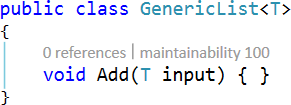 public class GenericList<T>
{
0 references | maintainability 100
void Add(T input) { }
}